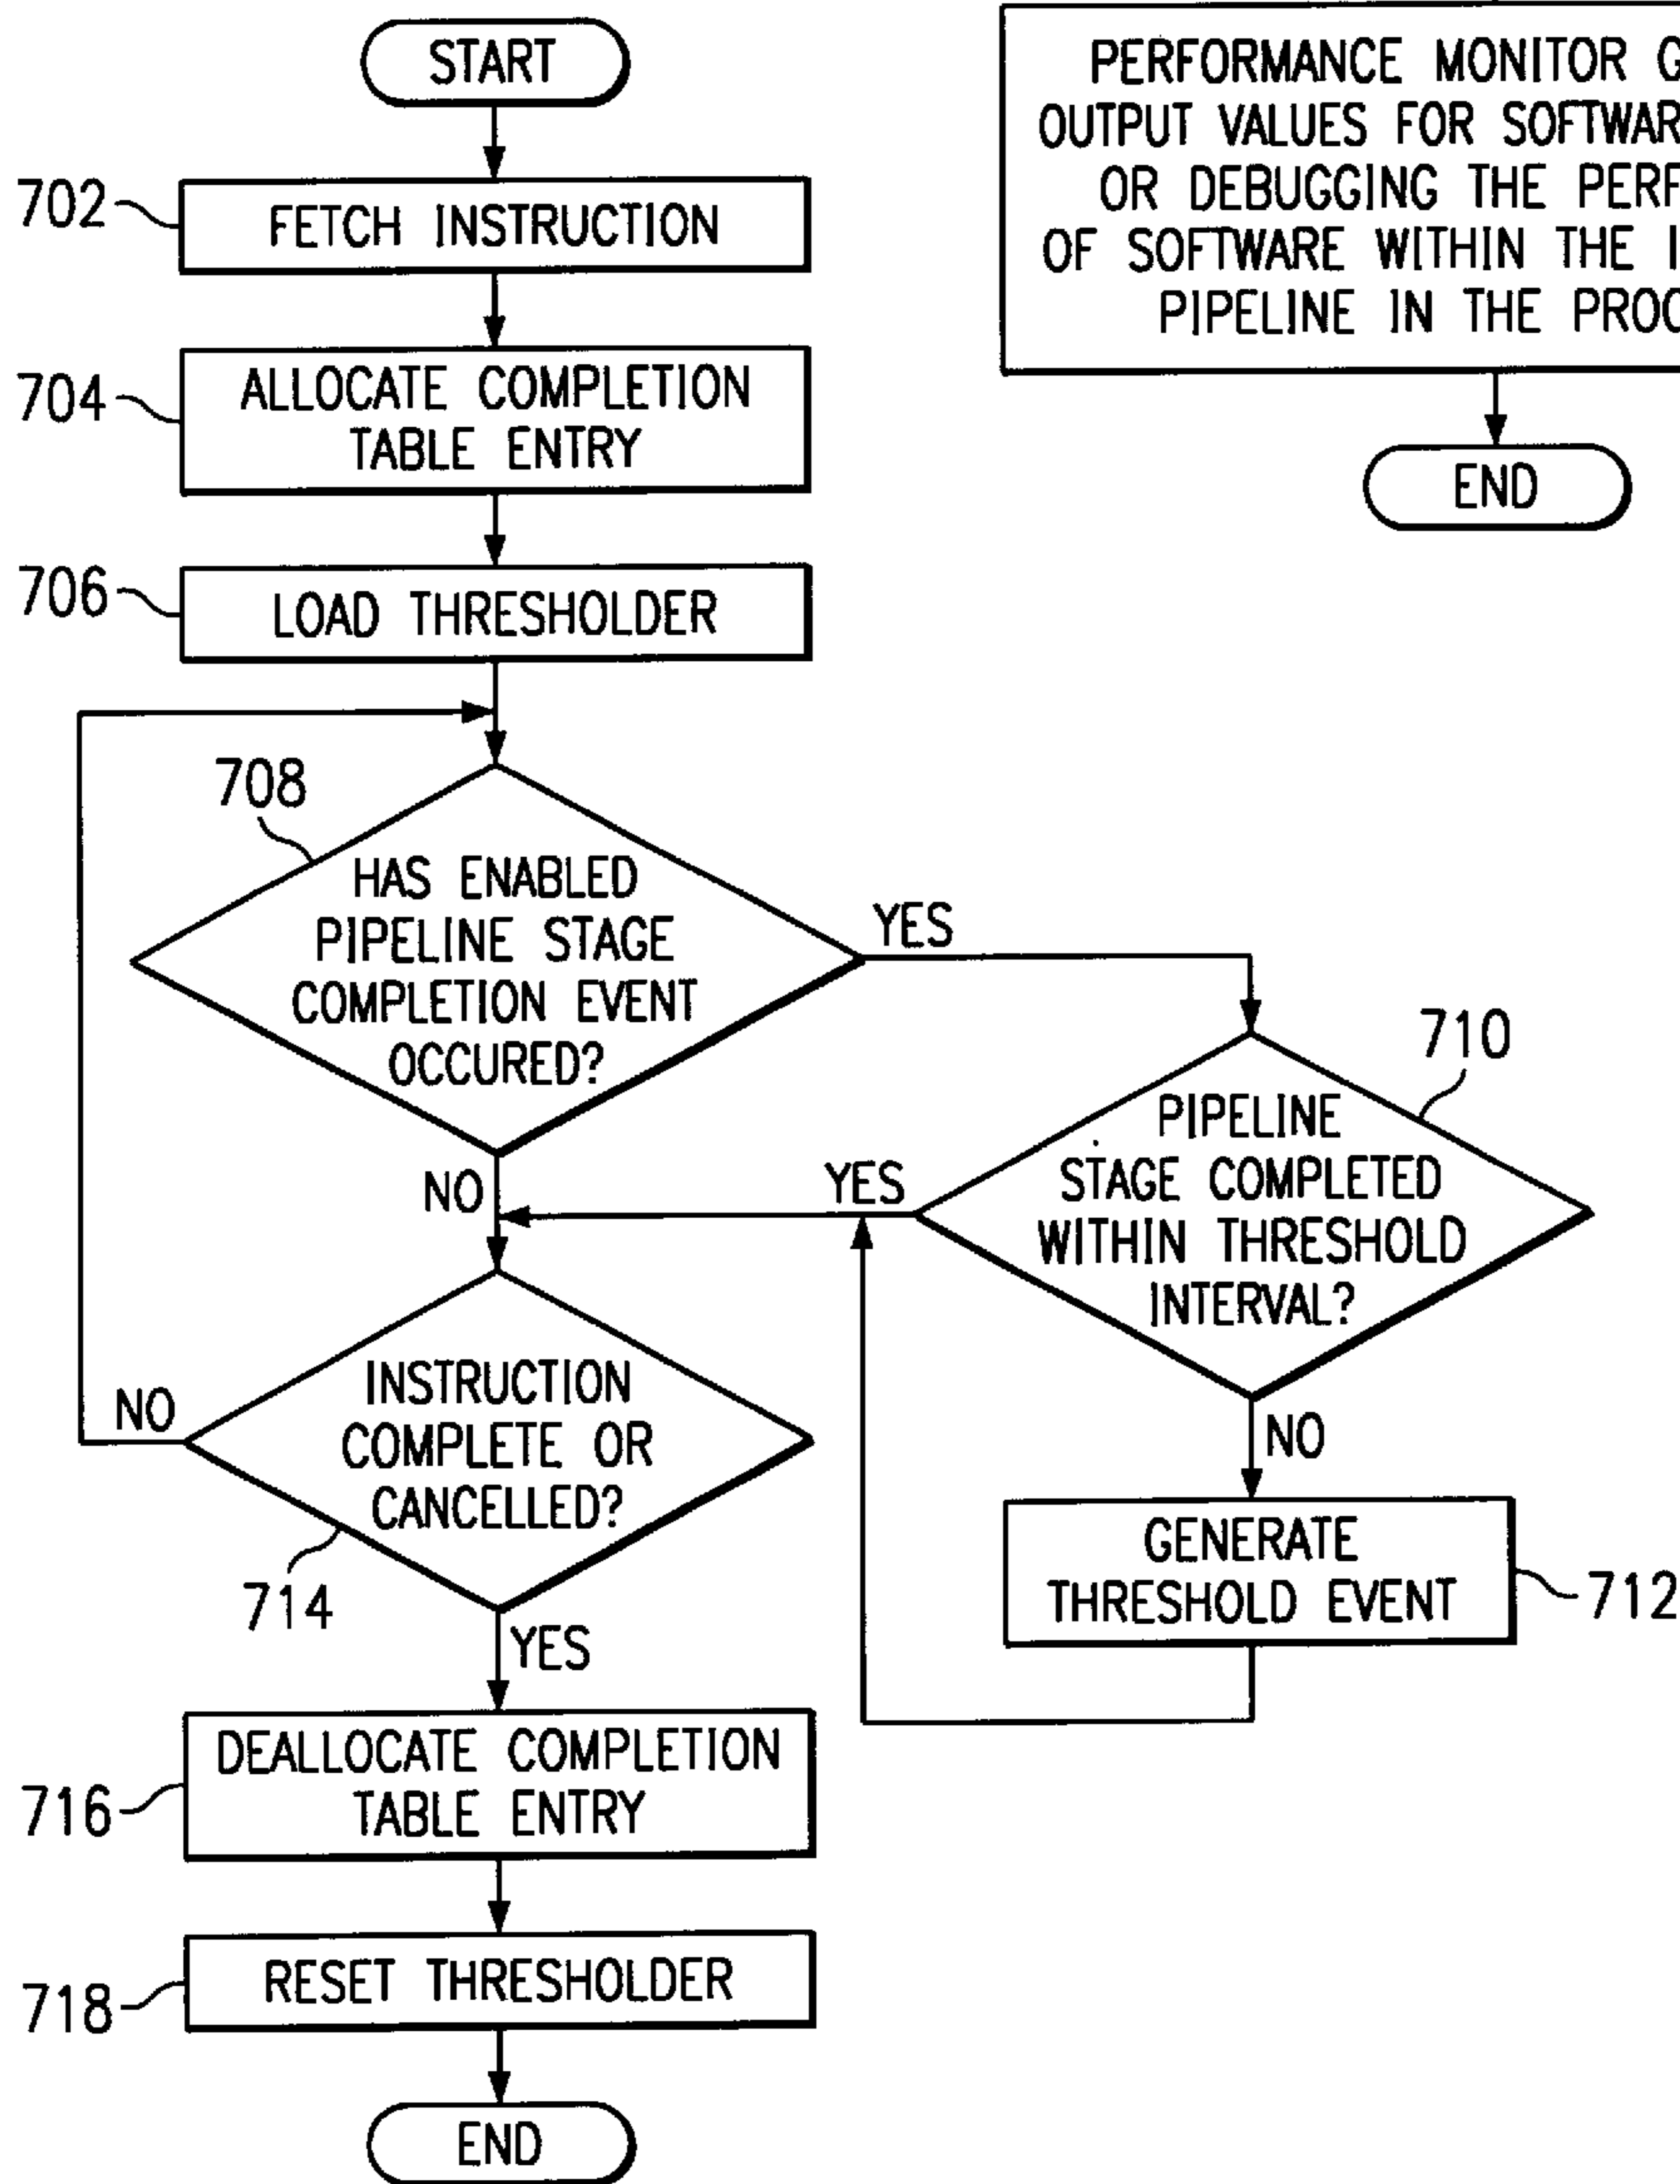 START
702
FETCH INSTRUCTION
704
ALLOCATE COMPLETION
TABLE ENTRY
706
LOAD THRESHOLDER
708
HAS ENABLED
PIPELINE STAGE
COMPLETION EVENT
OCCURED?
YES
NO
710
PIPELINE
STAGE COMPLETED
WITHIN THRESHOLD
INTERVAL?
YES
NO
GENERATE
THRESHOLD EVENT
712
INSTRUCTION
COMPLETE OR
CANCELLED?
NO
714
YES
716
DEALLOCATE COMPLETION
TABLE ENTRY
718
RESET THRESHOLDER
END
PERFORMANCE MONITOR
OUTPUT VALUES FOR
OR DEBUGGING THE
OF SOFTWARE WITHIN THE
PIPELINE IN THE
END